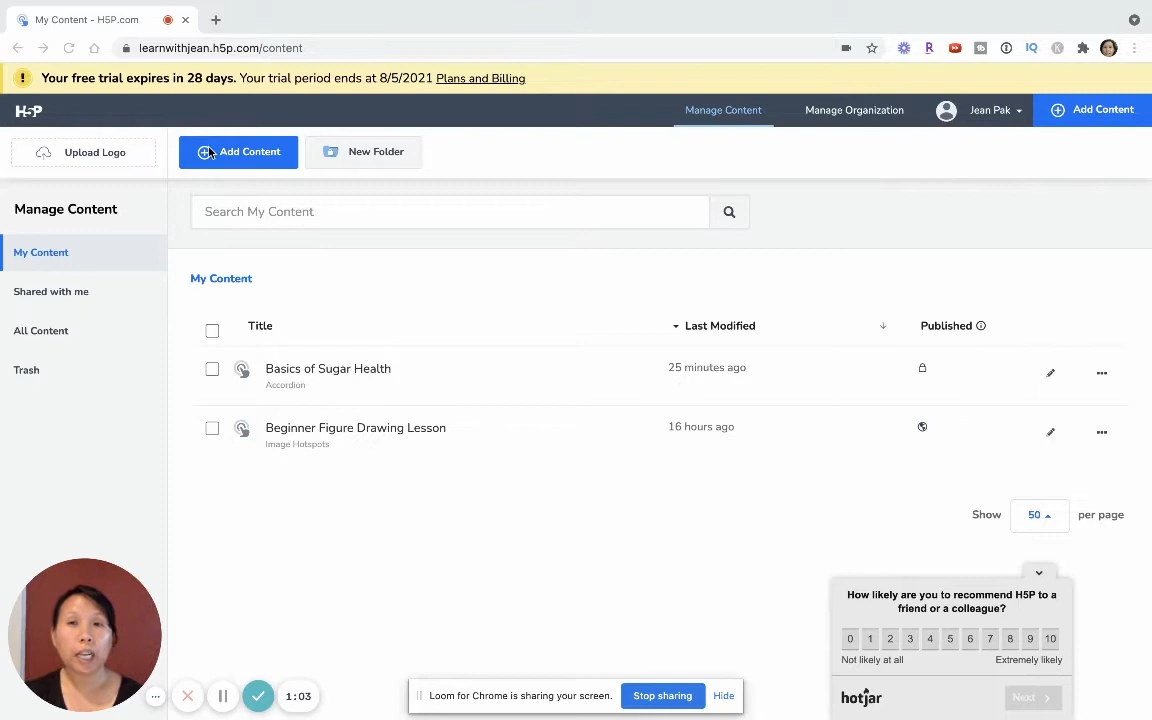 My Content - H5P.com
learnwithjean.h5p.com/content
Your free trial expires in 28 days. Your trial period ends at 8/5/2021 Plans and Billing
H5P
Manage Content
Manage Organization
Jean Pak
Add Content
Upload Logo
Add Content
New Folder
Manage Content
Search My Content
My Content
My Content
Shared with me
All Content
Trash
Title
Last Modified
Published
Basics of Sugar Health
25 minutes ago
Accordion
Beginner Figure Drawing Lesson
16 hours ago
Image Hotspots
Show
50
per page
How likely are you to recommend H5P to a
friend or a colleague?
0 1 2 3 4 5 6 7 8 9 10
Not likely at all
Extremely likely
hotjar
Next
1:03
Loom for Chrome is sharing your screen.
Stop sharing
Hide